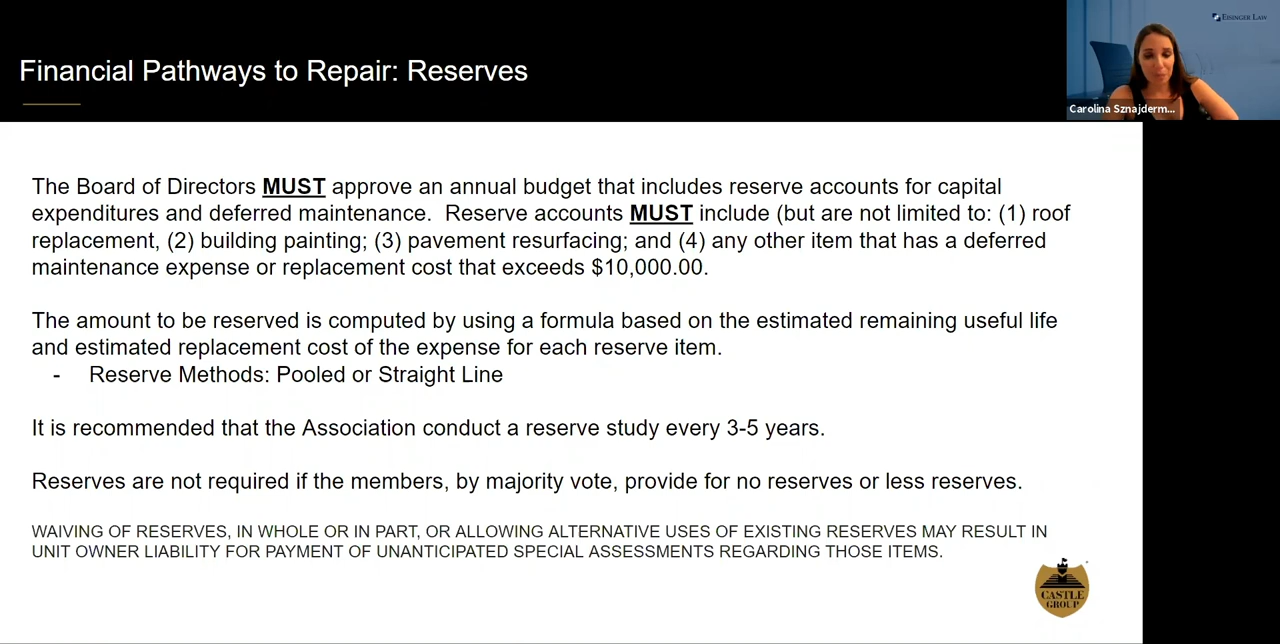 Financial Pathways to Repair: Reserves
EISINGER LAW
Carolina Sznajderm...
The Board of Directors MUST approve an annual budget that includes reserve accounts for capital
expenditures and deferred maintenance.  Reserve accounts MUST include (but are not limited to: (1) roof
replacement, (2) building painting; (3) pavement resurfacing; and (4) any other item that has a deferred
maintenance expense or replacement cost that exceeds $10,000.00.
The amount to be reserved is computed by using a formula based on the estimated remaining useful life
and estimated replacement cost of the expense for each reserve item.
- Reserve Methods: Pooled or Straight Line
It is recommended that the Association conduct a reserve study every 3-5 years.
Reserves are not required if the members, by majority vote, provide for no reserves or less reserves.
WAIVING OF RESERVES, IN WHOLE OR IN PART, OR ALLOWING ALTERNATIVE USES OF EXISTING RESERVES MAY RESULT IN
UNIT OWNER LIABILITY FOR PAYMENT OF UNANTICIPATED SPECIAL ASSESSMENTS REGARDING THOSE ITEMS.
CASTLE
GROUP